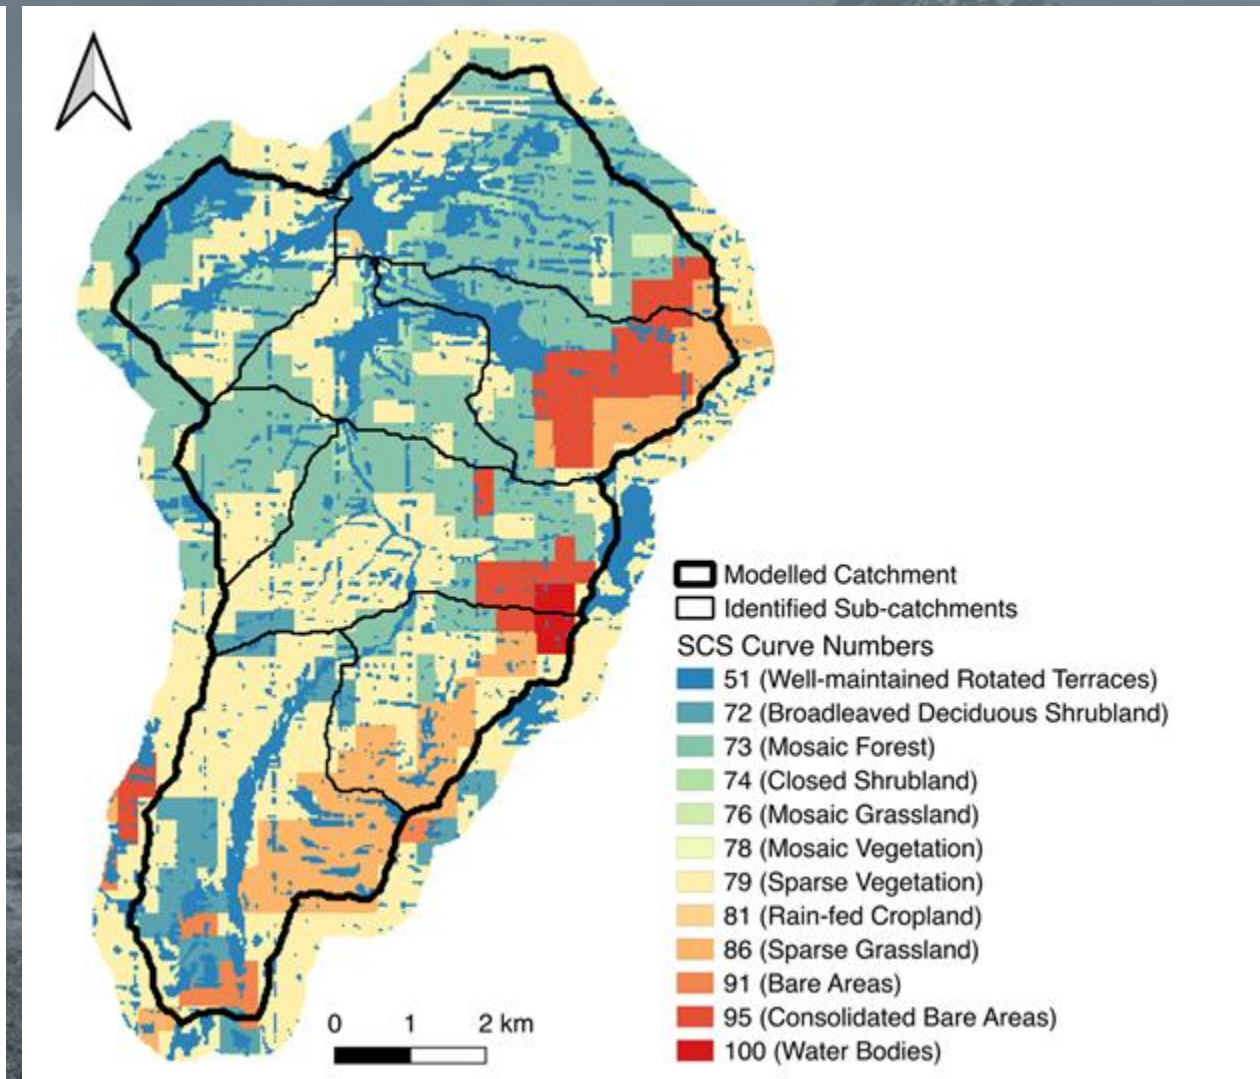 Modelled Catchment
Identified Sub-catchments
SCS Curve Numbers
51 (Well-maintained Rotated Terraces)
72 (Broadleaved Deciduous Shrubland)
73 (Mosaic Forest)
74 (Closed Shrubland)
76 (Mosaic Grassland)
78 (Mosaic Vegetation)
79 (Sparse Vegetation)
81 (Rain-fed Cropland)
86 (Sparse Grassland)
91 (Bare Areas)
95 (Consolidated Bare Areas)
100 (Water Bodies)
0 1 2 km